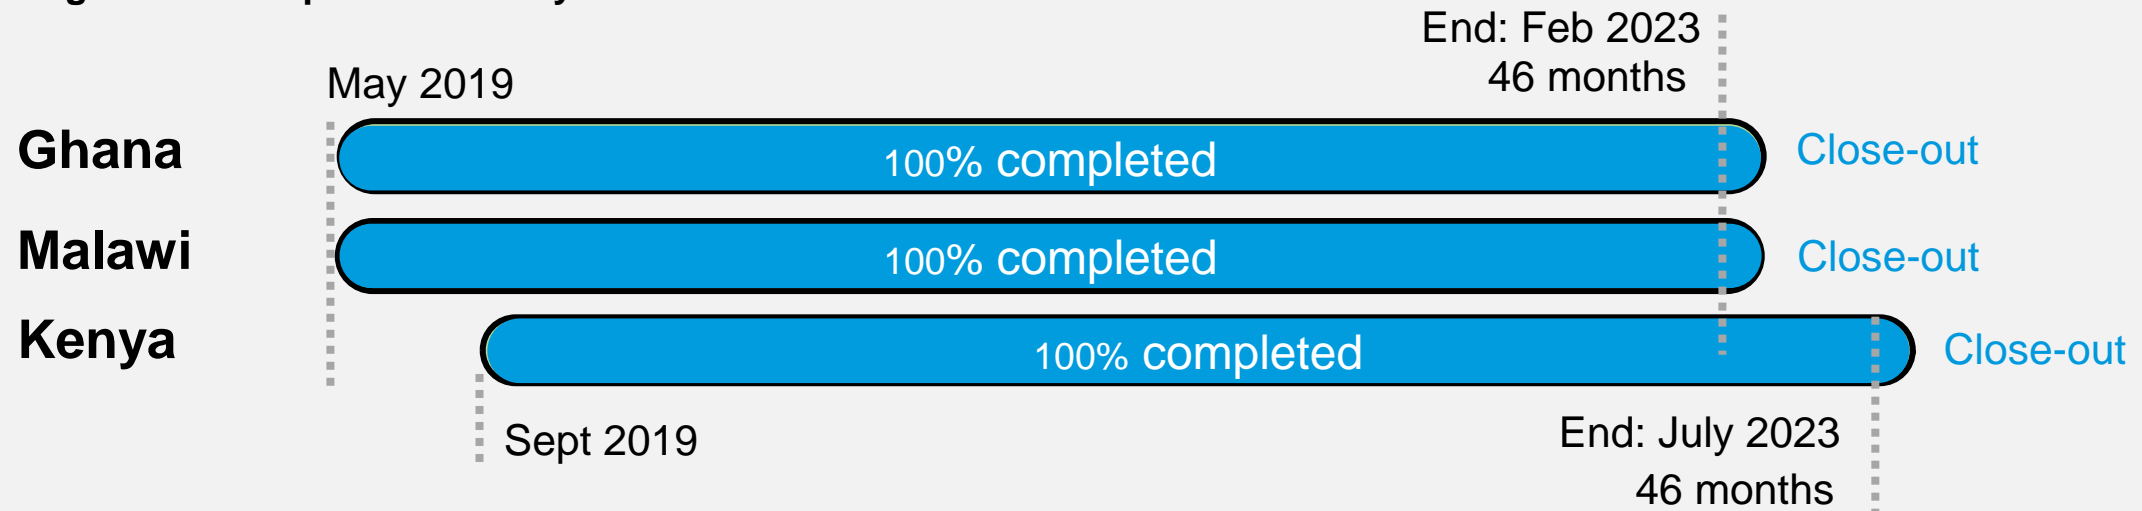 End: Feb 2023
46 months
May 2019
Ghana
100% completed
Close-out
Malawi
100% completed
Close-out
Kenya
100% completed
Close-out
Sept 2019
End: July 2023
46 months